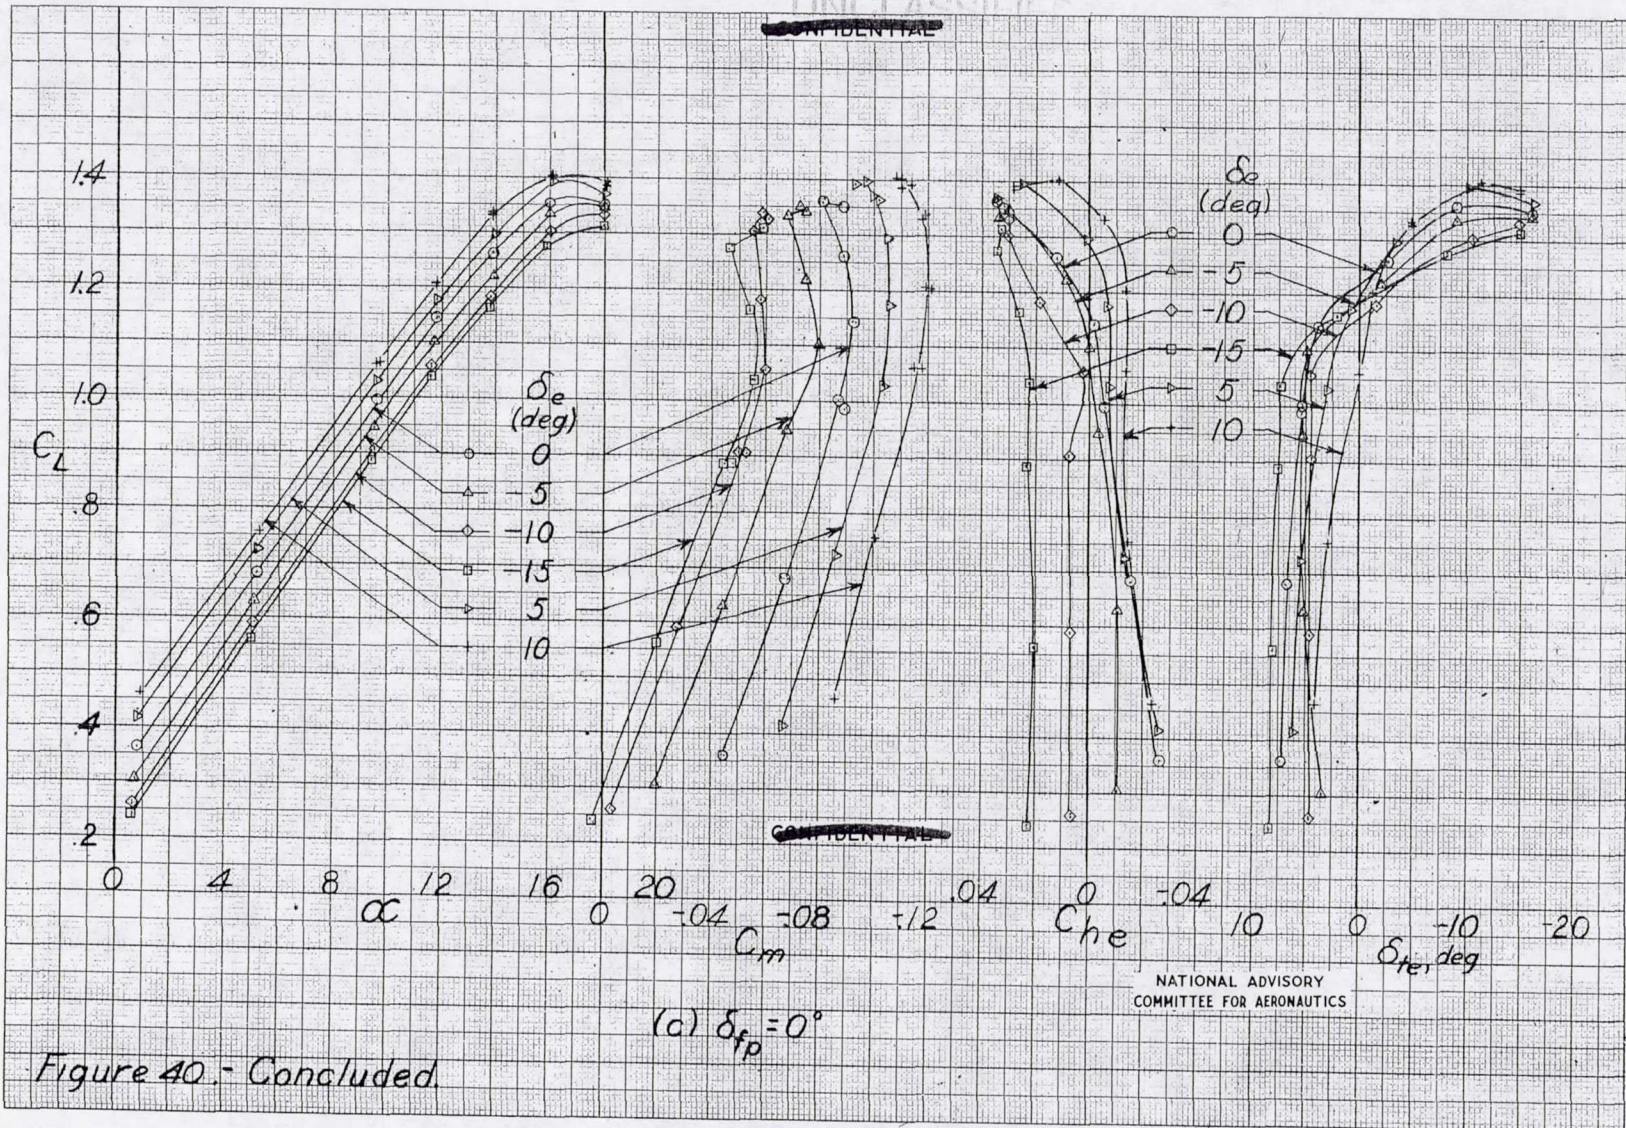 UNCLASSIFIED
CONFIDENTIAL
1.4
1.2
1.0
.8
.6
.4
.2
C_L
δe
(deg)
0
-5
-10
-15
5
10
δe
(deg)
0
-5
-10
-15
5
10
CONFIDENTIAL
0 4 8 12 16 20
α
0 -.04 -.08 -.12
Cm
.04 0 -.04
Che
10 0 -10 -20
δte, deg
NATIONAL ADVISORY
COMMITTEE FOR AERONAUTICS
(c) δfp = 0°
Figure 40.- Concluded.